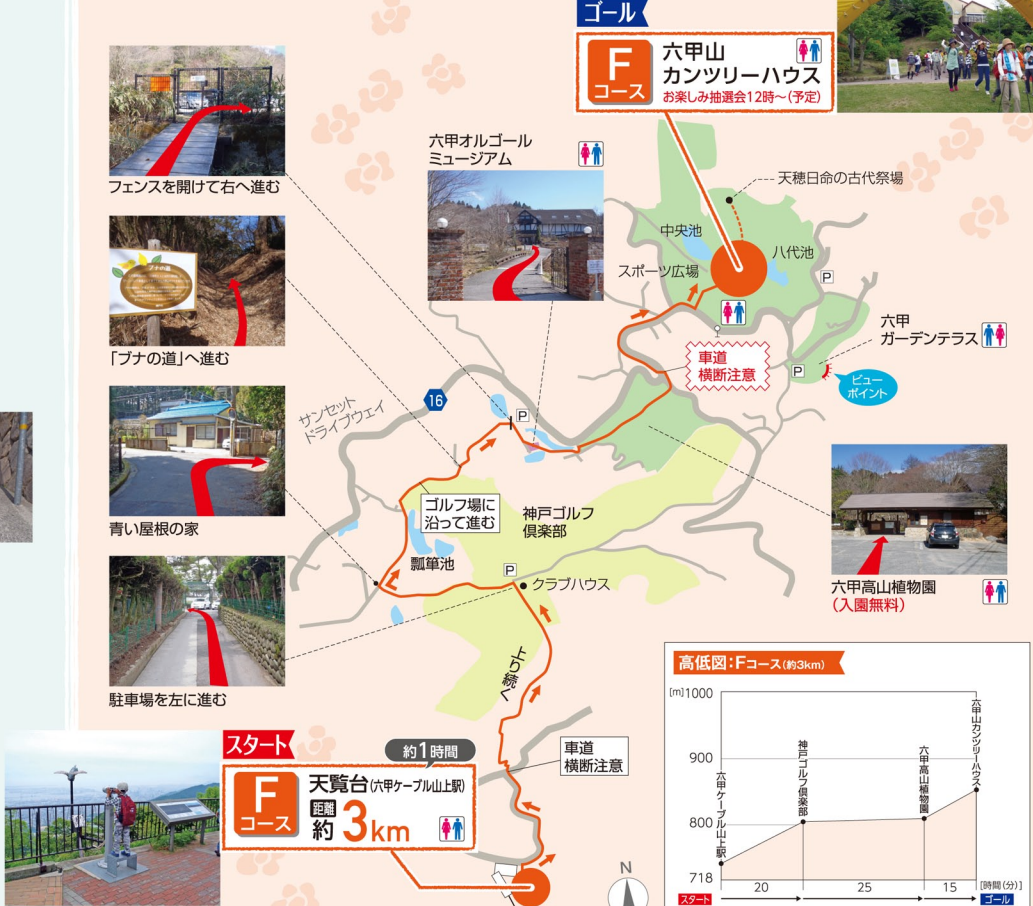 ゴール
Fコース
六甲山
カンツリーハウス
お楽しみ抽選会12時〜(予定)
フェンスを開けて右へ進む
六甲オルゴール
ミュージアム
天穂日命の古代祭場
中央池
八代池
スポーツ広場
P
六甲
ガーデンテラス
P
ビュー
ポイント
車道
横断注意
ブナの道
「ブナの道」へ進む
サンセット
ドライブウェイ
16
P
ゴルフ場に
沿って進む
神戸ゴルフ
倶楽部
瓢箪池
青い屋根の家
P
クラブハウス
六甲高山植物園
(入園無料)
上り続く
駐車場を左に進む
スタート
約1時間
Fコース
天覧台(六甲ケーブル山上駅)
距離
約3km
車道
横断注意
N
高低図:Fコース(約3km)
[m]1000
900
800
718
六甲ケーブル山上駅
神戸ゴルフ倶楽部
六甲高山植物園
六甲山カンツリーハウス
20
25
15
[時間(分)]
スタート
ゴール